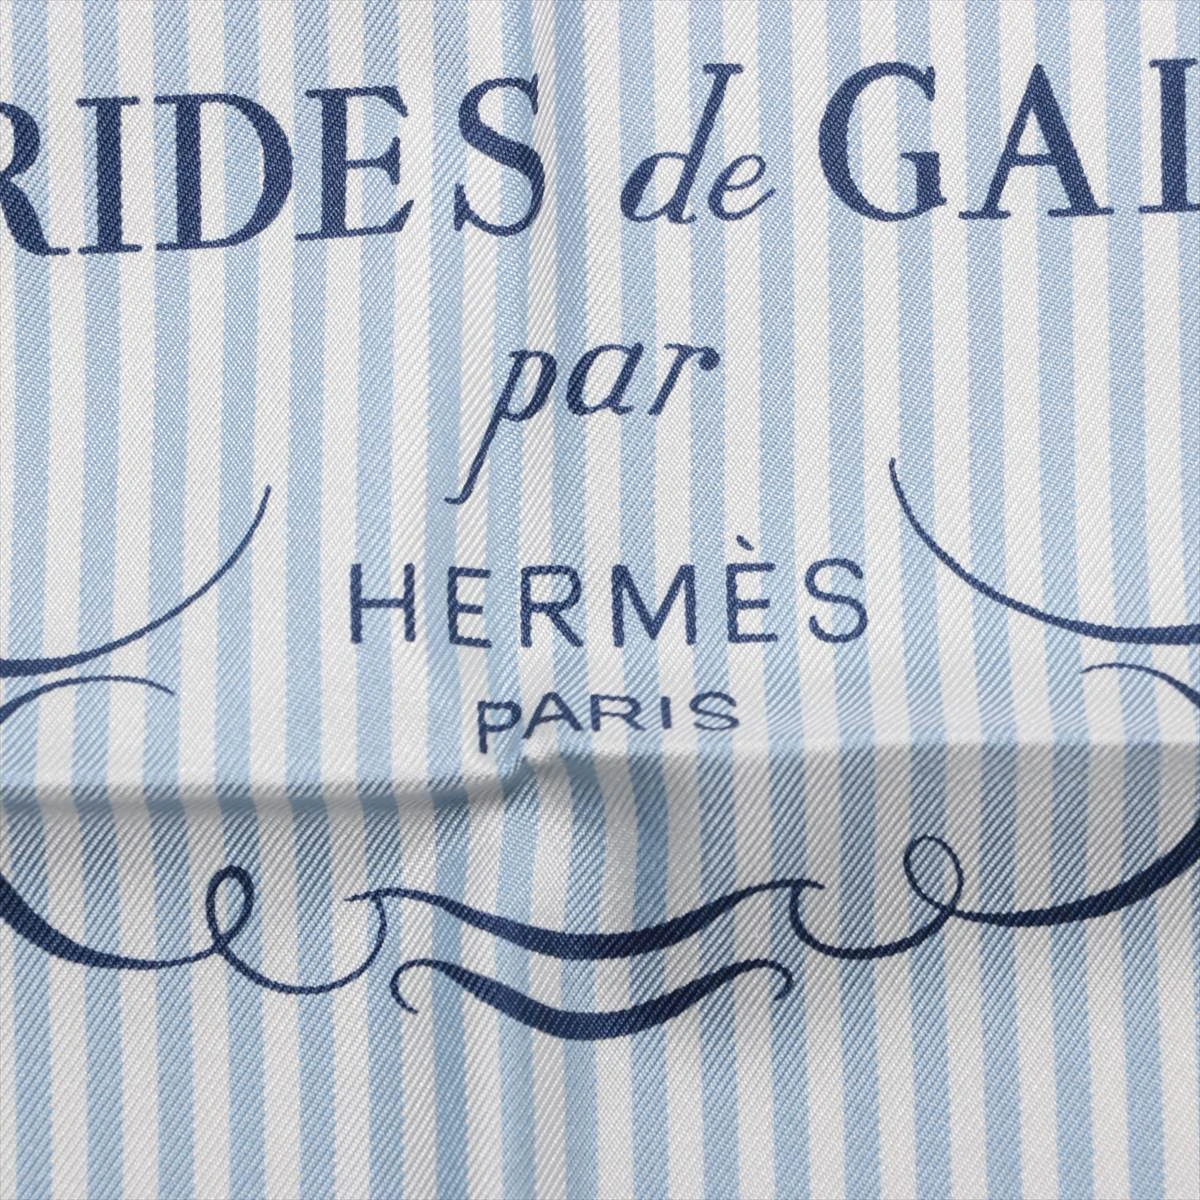 RIDES de GAL
par
HERMÈS
PARIS